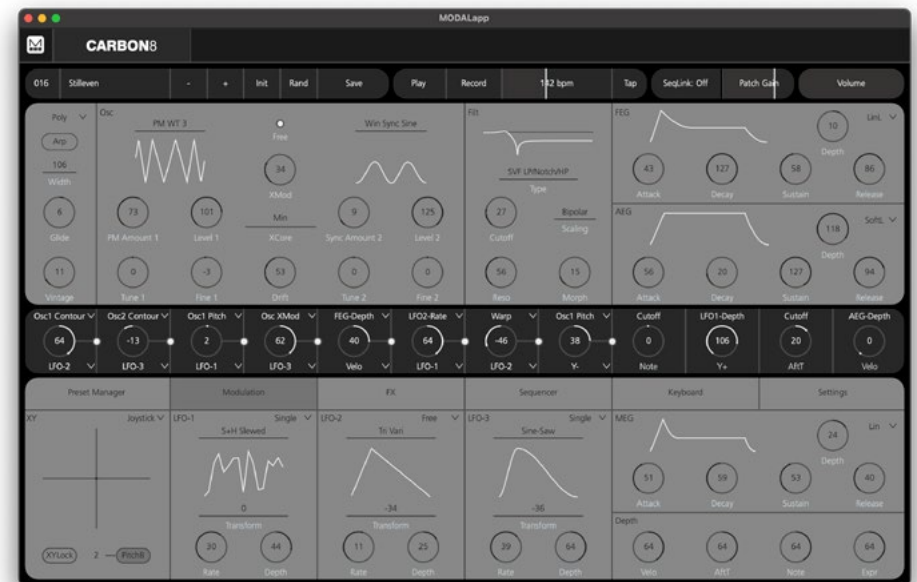 MODALapp
CARBON8
016 Stilleven - + Init Rand Save Play Record 142 bpm Tap SeqLink: Off Patch Gain Volume
Poly Osc Filt FEG LinL
PM WT 3 Win Sync Sine 10
Arp Free Depth
106 34 SVF LP/Notch/HP 43 127 58 86
Width XMod Type Attack Decay Sustain Release
6 73 101 Min 9 125 27 Bipolar AEG SoftL
Glide PM Amount 1 Level 1 XCore Sync Amount 2 Level 2 Cutoff Scaling 118
Depth
11 0 -3 53 0 0 56 15 56 20 127 94
Vintage Tune 1 Fine 1 Drift Tune 2 Fine 2 Reso Morph Attack Decay Sustain Release
Osc1 Contour Osc2 Contour Osc1 Pitch Osc XMod FEG-Depth LFO2-Rate Warp Osc1 Pitch Cutoff LFO1-Depth Cutoff AEG-Depth
64 -13 2 62 40 64 -46 38 0 106 20 0
LFO-2 LFO-3 LFO-1 LFO-3 Velo LFO-1 LFO-2 Y- Note Y+ AftT Velo
Preset Manager Modulation FX Sequencer Keyboard Settings
XY Joystick LFO-1 Single LFO-2 Free LFO-3 Single MEG Lin
S+H Slewed Tri Vari Sine-Saw 24
Depth
51 59 53 40
Attack Decay Sustain Release
0 -34 -36
Transform Transform Transform Depth
XYLock 2 PitchB 30 44 11 25 39 64 64 64 64 64
Rate Depth Rate Depth Rate Depth Velo AftT Note Expr